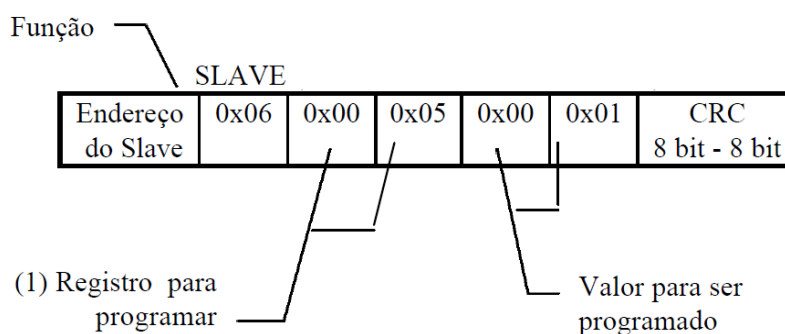 Função
SLAVE
Endereço do Slave 0x06 0x00 0x05 0x00 0x01 CRC 8 bit - 8 bit
(1) Registro para
programar
Valor para ser
programado